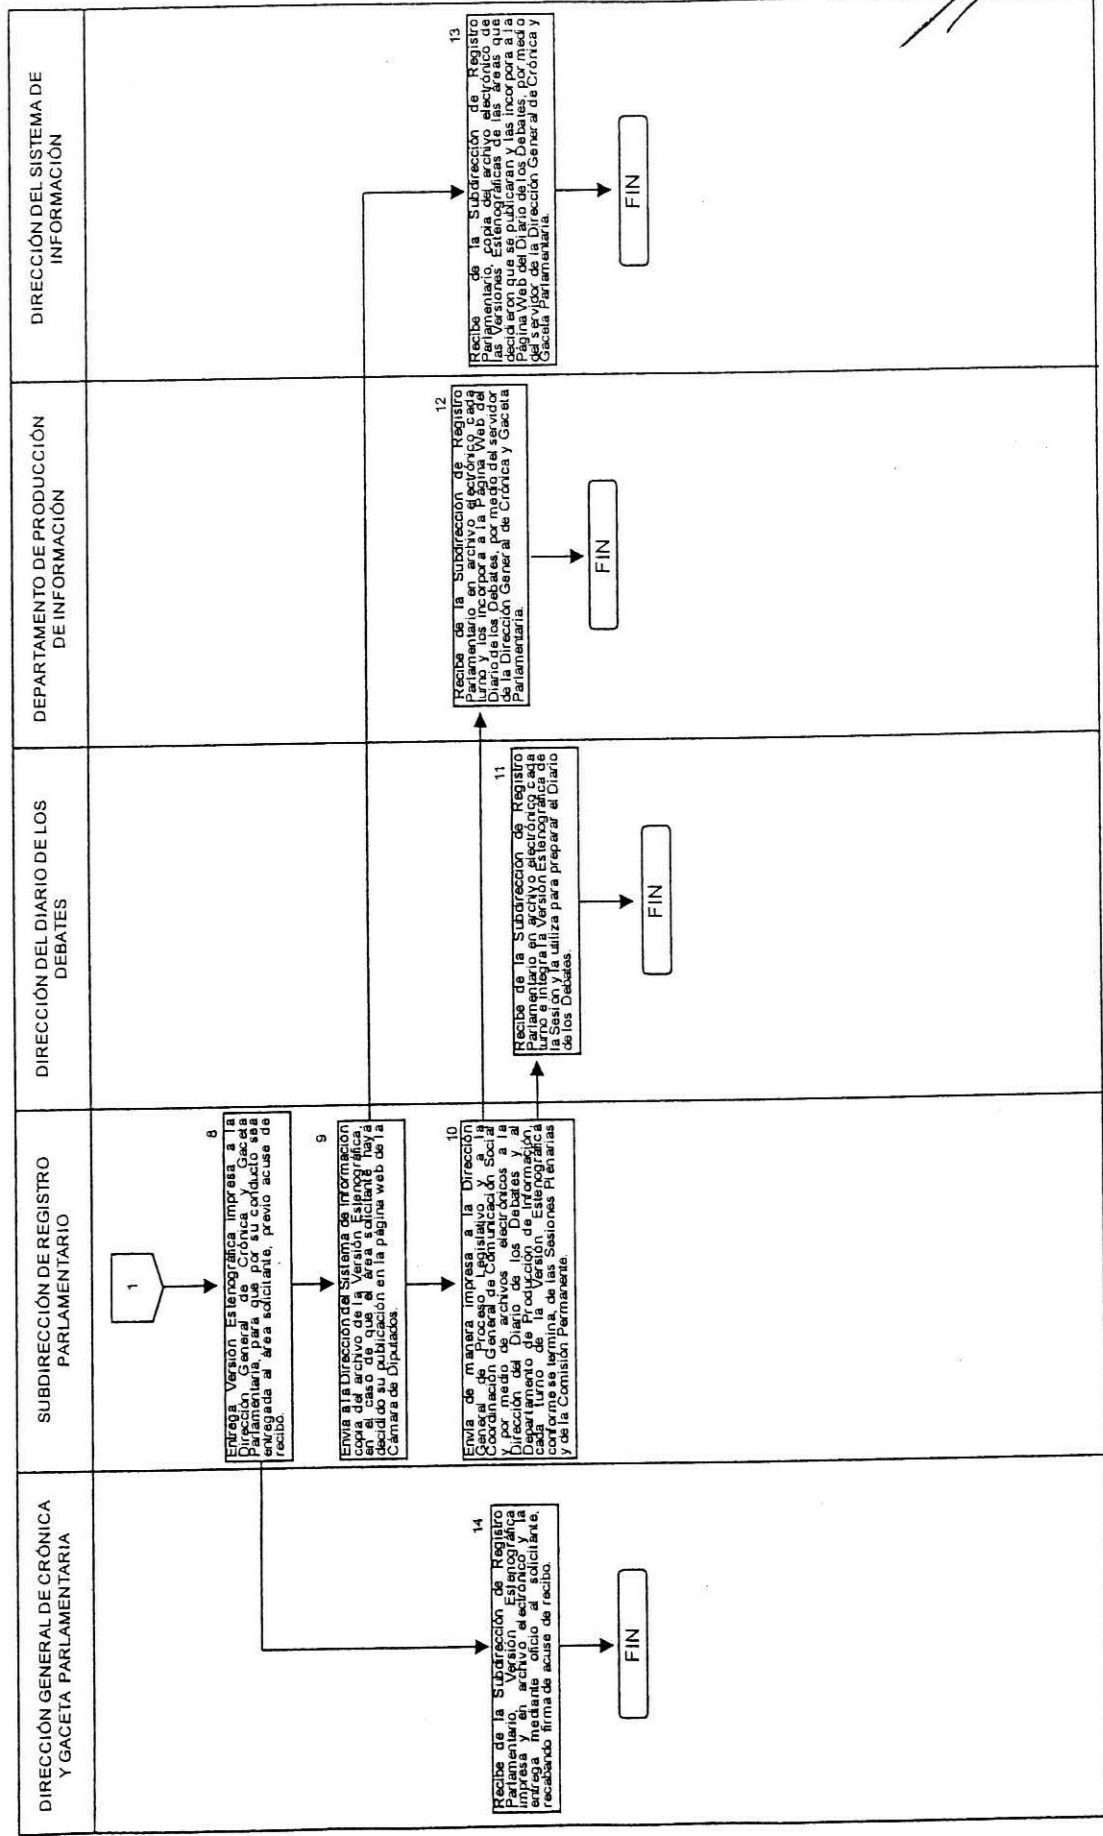 DIRECCIÓN GENERAL DE CRÓNICA
Y GACETA PARLAMENTARIA
SUBDIRECCIÓN DE REGISTRO
PARLAMENTARIO
DIRECCIÓN DEL DIARIO DE LOS
DEBATES
DEPARTAMENTO DE PRODUCCIÓN
DE INFORMACIÓN
DIRECCIÓN DEL SISTEMA DE
INFORMACIÓN
1
8
Entrega Versión Estenográfica impresa a la
Dirección General de Crónica y Gaceta
Parlamentaria, para que por su conducto sea
entregada al área solicitante, previo acuse de
recibo.
9
Envía a la Dirección del Sistema de Información
copia del archivo de la Versión Estenográfica,
en el caso de que el área solicitante haya
decidido su publicación en la página web de la
Cámara de Diputados.
10
Envía de manera impresa a la Dirección
General de Proceso Legislativo y a la
Coordinación General de Comunicación Social
y por medio de archivos electrónicos a la
Dirección del Diario de los Debates y al
Departamento de Producción de Información,
cada turno de la Versión Estenográfica
conforme se termina, de las Sesiones Plenarias
y de la Comisión Permanente.
14
Recibe de la Subdirección de Registro
Parlamentario, Versión Estenográfica
impresa y en archivo electrónico y la
entrega mediante oficio al solicitante,
recabando firma de acuse de recibo.
FIN
11
Recibe de la Subdirección de Registro
Parlamentario en archivo electrónico cada
turno e integra la Versión Estenográfica de
la Sesión y la utiliza para preparar el Diario
de los Debates.
FIN
12
Recibe de la Subdirección de Registro
Parlamentario en archivo electrónico cada
turno y los incorpora a la Página Web del
Diario de los Debates, por medio del servidor
de la Dirección General de Crónica y Gaceta
Parlamentaria.
FIN
13
Recibe de la Subdirección de Registro
Parlamentario, copia del archivo electrónico de
las Versiones Estenográficas de las áreas que
decidieron que se publicaran y las incorpora a la
Página Web del Diario de los Debates, por medio
del servidor de la Dirección General de Crónica y
Gaceta Parlamentaria.
FIN